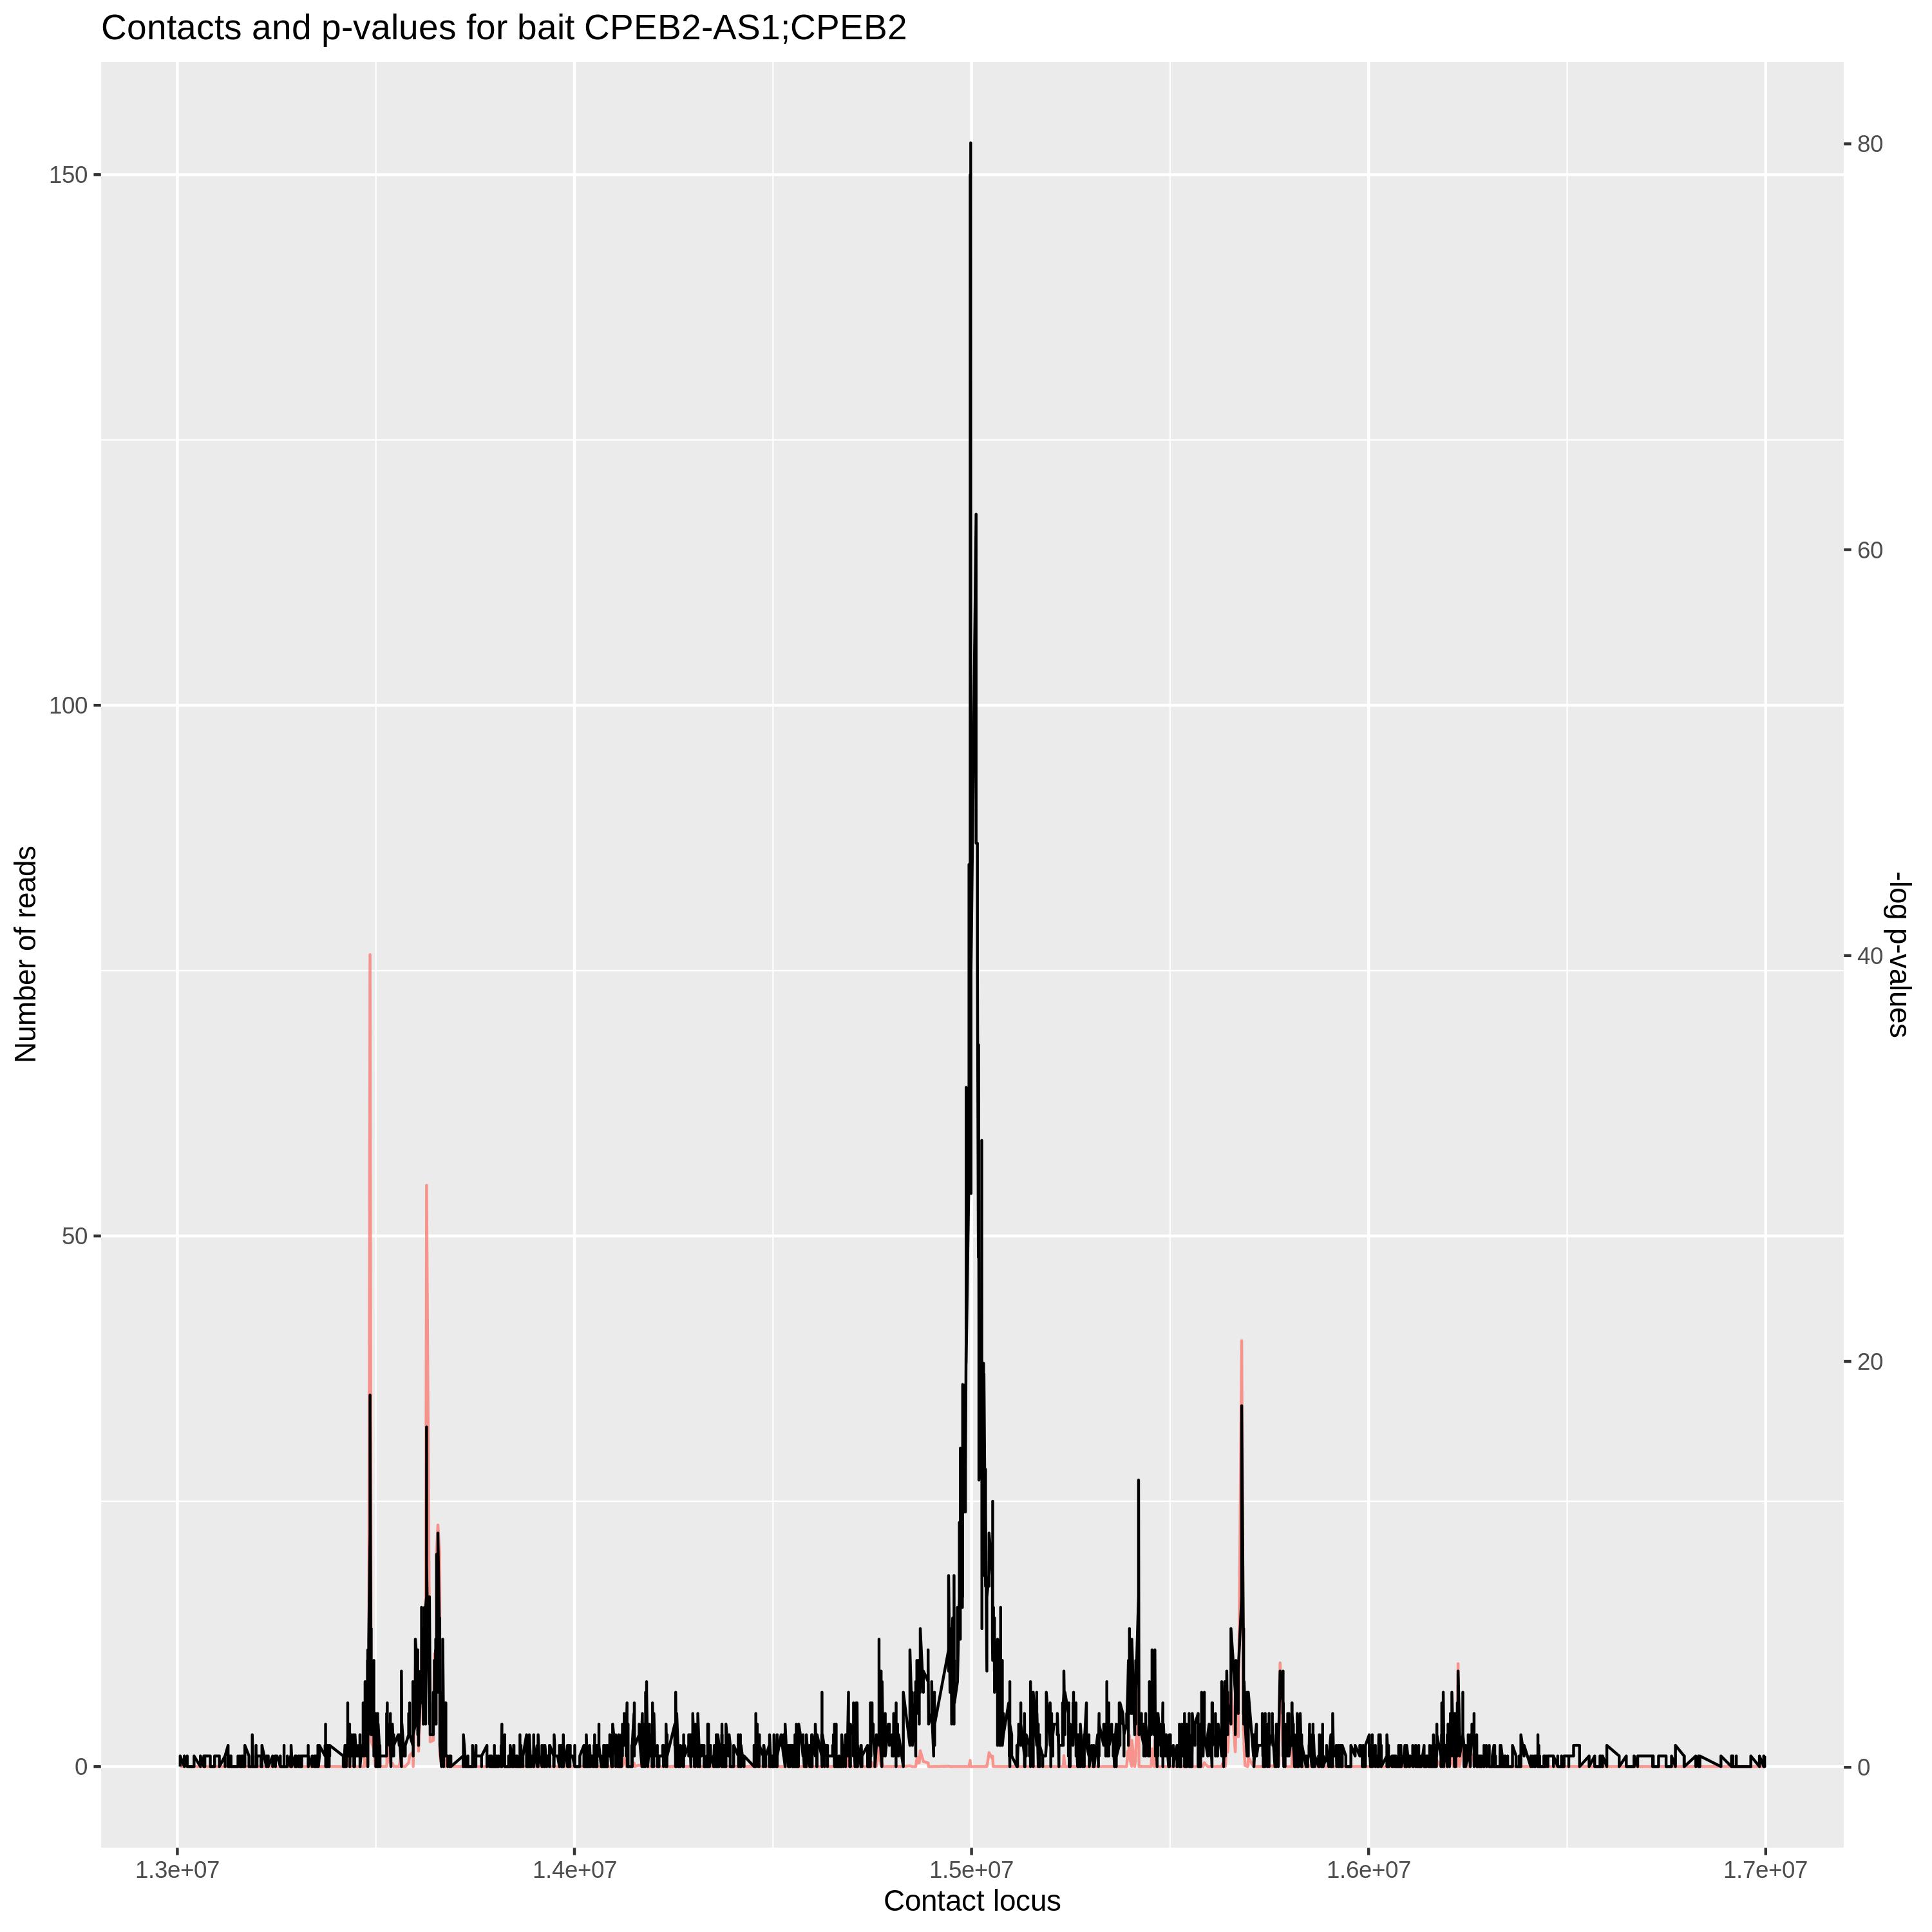 Contacts and p-values for bait CPEB2-AS1;CPEB2
150
100
50
0
Number of reads
80
60
40
20
0
-log p-values
1.3e+07
1.4e+07
1.5e+07
1.6e+07
1.7e+07
Contact locus